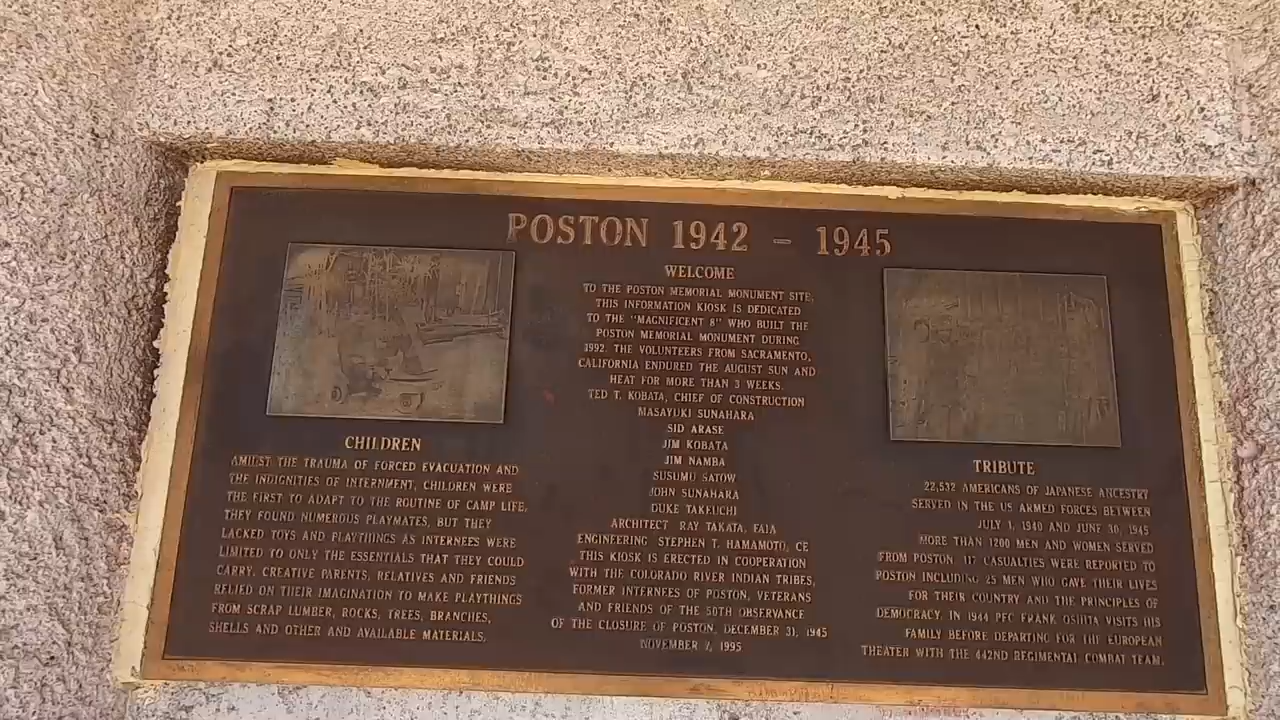 POSTON 1942 - 1945
CHILDREN
AMIDST THE TRAUMA OF FORCED EVACUATION AND
THE INDIGNITIES OF INTERNMENT, CHILDREN WERE
THE FIRST TO ADAPT TO THE ROUTINE OF CAMP LIFE.
THEY FOUND NUMEROUS PLAYMATES, BUT THEY
LACKED TOYS AND PLAYTHINGS AS INTERNEES WERE
LIMITED TO ONLY THE ESSENTIALS THAT THEY COULD
CARRY. CREATIVE PARENTS, RELATIVES AND FRIENDS
RELIED ON THEIR IMAGINATION TO MAKE PLAYTHINGS
FROM SCRAP LUMBER, ROCKS, TREES, BRANCHES,
SHELLS AND OTHER AND AVAILABLE MATERIALS.
WELCOME
TO THE POSTON MEMORIAL MONUMENT SITE,
THIS INFORMATION KIOSK IS DEDICATED
TO THE "MAGNIFICENT 8" WHO BUILT THE
POSTON MEMORIAL MONUMENT DURING
1992. THE VOLUNTEERS FROM SACRAMENTO,
CALIFORNIA ENDURED THE AUGUST SUN AND
HEAT FOR MORE THAN 3 WEEKS.
TED T. KOBATA, CHIEF OF CONSTRUCTION
MASAYUKI SUNAHARA
SID ARASE
JIM KOBATA
JIM NAMBA
SUSUMU SATOW
JOHN SUNAHARA
DUKE TAKEUCHI
ARCHITECT RAY TAKATA, FAIA
ENGINEERING STEPHEN T. HAMAMOTO, CE
THIS KIOSK IS ERECTED IN COOPERATION
WITH THE COLORADO RIVER INDIAN TRIBES,
FORMER INTERNEES OF POSTON, VETERANS
AND FRIENDS OF THE 50TH OBSERVANCE
OF THE CLOSURE OF POSTON, DECEMBER 31, 1945
NOVEMBER 7, 1995
TRIBUTE
22,532 AMERICANS OF JAPANESE ANCESTRY
SERVED IN THE US ARMED FORCES BETWEEN
JULY 1, 1940 AND JUNE 30, 1945
MORE THAN 1200 MEN AND WOMEN SERVED
FROM POSTON. 117 CASUALTIES WERE REPORTED TO
POSTON INCLUDING 25 MEN WHO GAVE THEIR LIVES
FOR THEIR COUNTRY AND THE PRINCIPLES OF
DEMOCRACY. IN 1944 PFC FRANK OSHITA VISITS HIS
FAMILY BEFORE DEPARTING FOR THE EUROPEAN
THEATER WITH THE 442ND REGIMENTAL COMBAT TEAM.